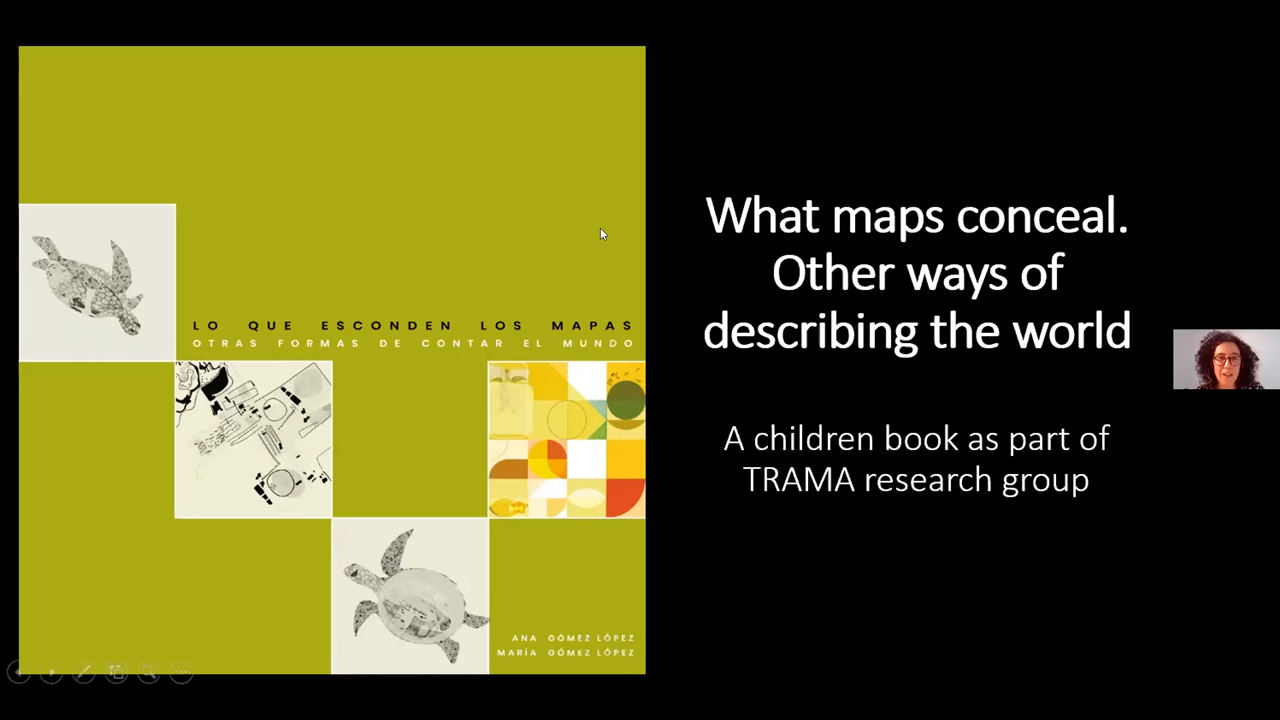 LO QUE ESCONDEN LOS MAPAS
OTRAS FORMAS DE CONTAR EL MUNDO
ANA GÓMEZ LÓPEZ
MARÍA GÓMEZ LÓPEZ
What maps conceal.
Other ways of
describing the world
A children book as part of
TRAMA research group